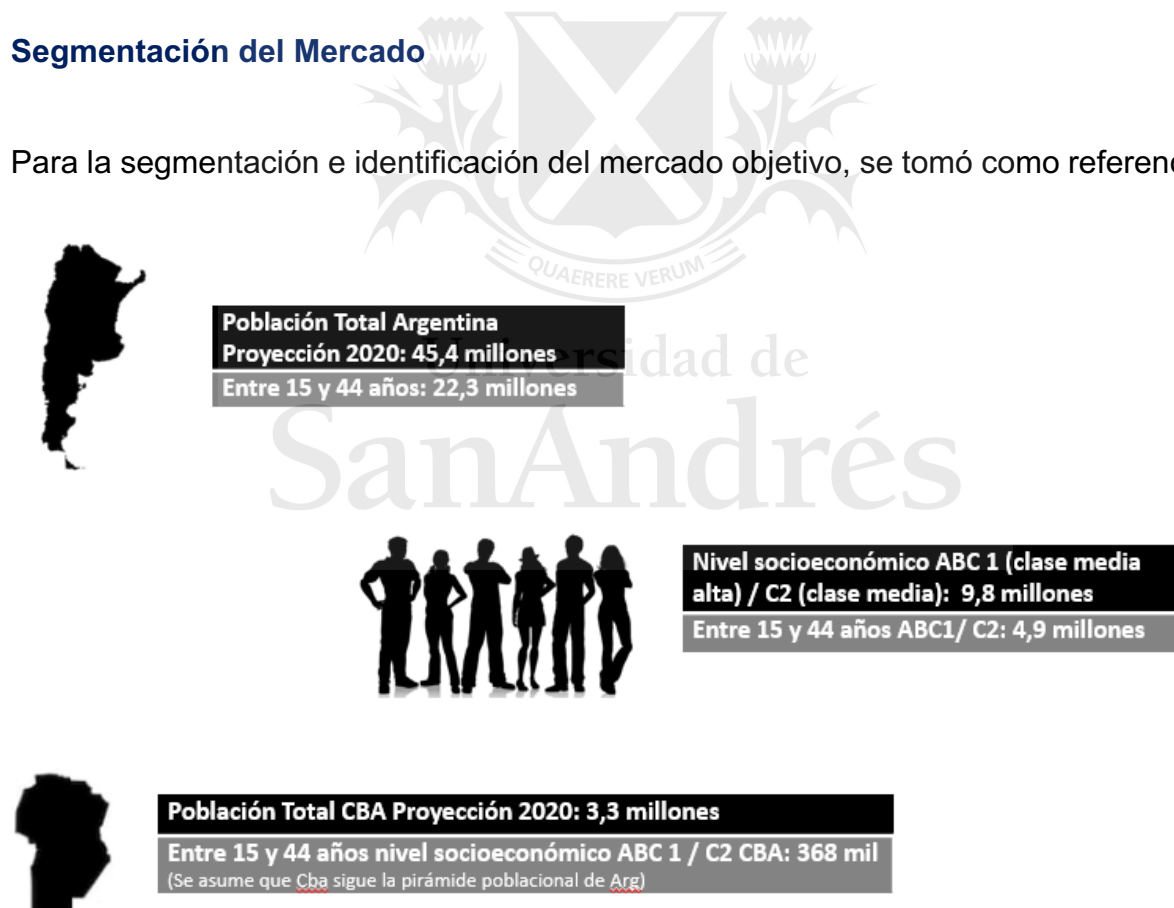 Segmentación del Mercado
Para la segmentación e identificación del mercado objetivo, se tomó como referenc
QUAERERE VERUM
Población Total Argentina
Proyección 2020: 45,4 millones
Entre 15 y 44 años: 22,3 millones
Universidad de
SanAndrés
Nivel socioeconómico ABC 1 (clase media
alta) / C2 (clase media):  9,8 millones
Entre 15 y 44 años ABC1/ C2: 4,9 millones
Población Total CBA Proyección 2020: 3,3 millones
Entre 15 y 44 años nivel socioeconómico ABC 1 / C2 CBA: 368 mil
(Se asume que Cba sigue la pirámide poblacional de Arg)